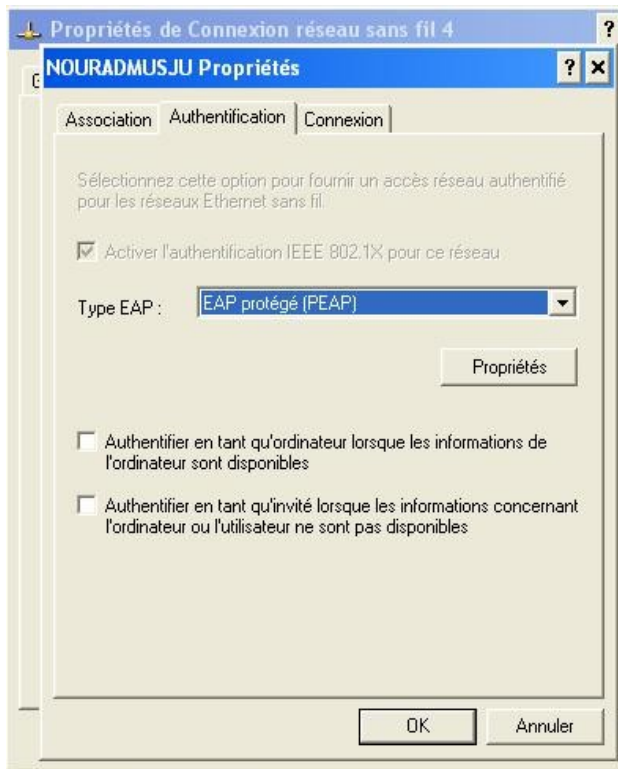 Propriétés de Connexion réseau sans fil 4
NOURADMUSJU Propriétés
Association Authentification Connexion
Sélectionnez cette option pour fournir un accès réseau authentifié
pour les réseaux Ethernet sans fil.
Activer l'authentification IEEE 802.1X pour ce réseau
Type EAP : EAP protégé (PEAP)
Propriétés
Authentifier en tant qu'ordinateur lorsque les informations de
l'ordinateur sont disponibles
Authentifier en tant qu'invité lorsque les informations concernant
l'ordinateur ou l'utilisateur ne sont pas disponibles
OK Annuler